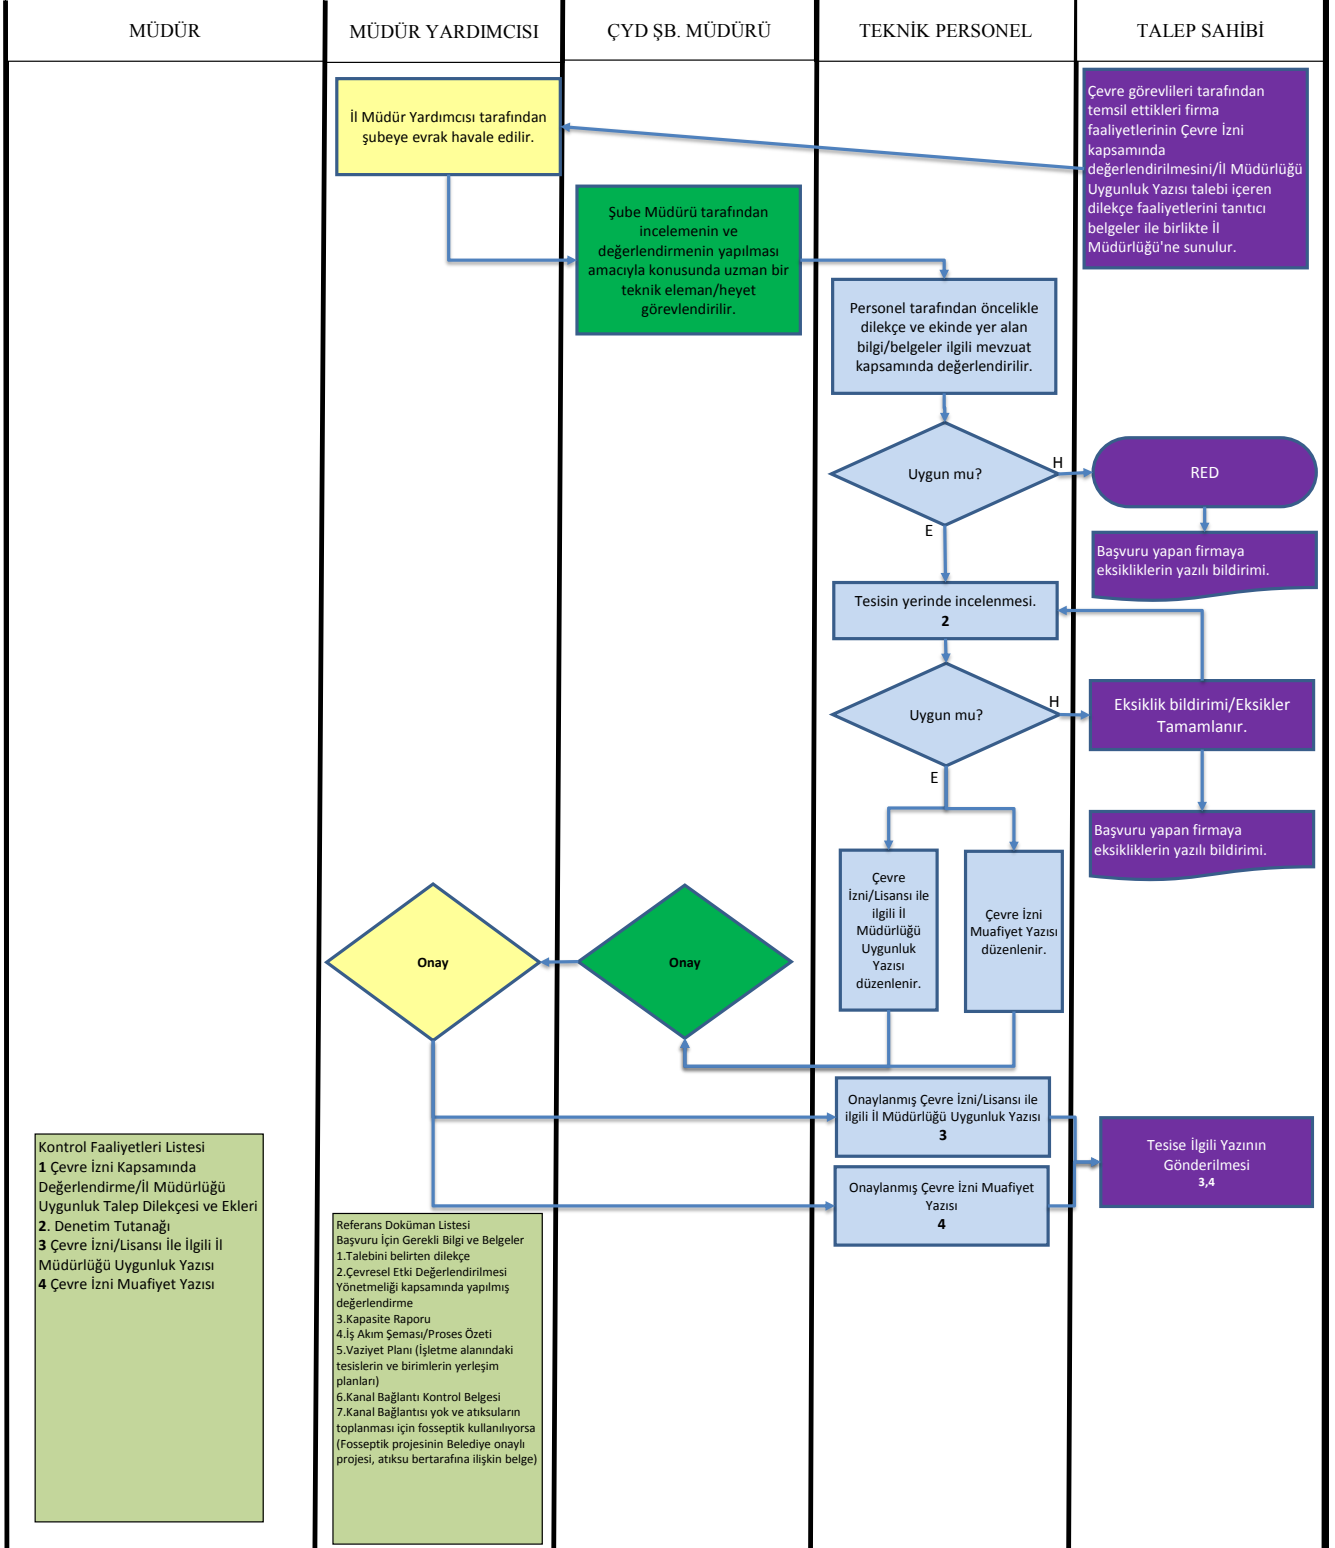 MÜDÜR
MÜDÜR YARDIMCISI
ÇYD ŞB. MÜDÜRÜ
TEKNİK PERSONEL
TALEP SAHİBİ
Çevre görevlileri tarafından
temsil ettikleri firma
faaliyetlerinin Çevre İzni
kapsamında
değerlendirilmesini/İl Müdürlüğü
Uygunluk Yazısı talebi içeren
dilekçe faaliyetlerini tanıtıcı
belgeler ile birlikte İl
Müdürlüğü'ne sunulur.
İl Müdür Yardımcısı tarafından
şubeye evrak havale edilir.
Şube Müdürü tarafından
incelemenin ve
değerlendirmenin yapılması
amacıyla konusunda uzman bir
teknik eleman/heyet
görevlendirilir.
Personel tarafından öncelikle
dilekçe ve ekinde yer alan
bilgi/belgeler ilgili mevzuat
kapsamında değerlendirilir.
Uygun mu?
H
RED
E
Başvuru yapan firmaya
eksikliklerin yazılı bildirimi.
Tesisin yerinde incelenmesi.
2
Uygun mu?
H
Eksiklik bildirimi/Eksikler
Tamamlanır.
E
Başvuru yapan firmaya
eksikliklerin yazılı bildirimi.
Çevre
İzni/Lisansı ile
ilgili İl
Müdürlüğü
Uygunluk
Yazısı
düzenlenir.
Çevre İzni
Muafiyet Yazısı
düzenlenir.
Onay
Onay
Onaylanmış Çevre İzni/Lisansı ile
ilgili İl Müdürlüğü Uygunluk Yazısı
3
Onaylanmış Çevre İzni Muafiyet
Yazısı
4
Tesise İlgili Yazının
Gönderilmesi
3,4
Kontrol Faaliyetleri Listesi
1 Çevre İzni Kapsamında
Değerlendirme/İl Müdürlüğü
Uygunluk Talep Dilekçesi ve Ekleri
2. Denetim Tutanağı
3 Çevre İzni/Lisansı İle İlgili İl
Müdürlüğü Uygunluk Yazısı
4 Çevre İzni Muafiyet Yazısı
Referans Doküman Listesi
Başvuru İçin Gerekli Bilgi ve Belgeler
1.Talebini belirten dilekçe
2.Çevresel Etki Değerlendirilmesi
Yönetmeliği kapsamında yapılmış
değerlendirme
3.Kapasite Raporu
4.İş Akım Şeması/Proses Özeti
5.Vaziyet Planı (İşletme alanındaki
tesislerin ve birimlerin yerleşim
planları)
6.Kanal Bağlantı Kontrol Belgesi
7.Kanal Bağlantısı yok ve atıksuların
toplanması için fosseptik kullanılıyorsa
(Fosseptik projesinin Belediye onaylı
projesi, atıksu bertarafına ilişkin belge)